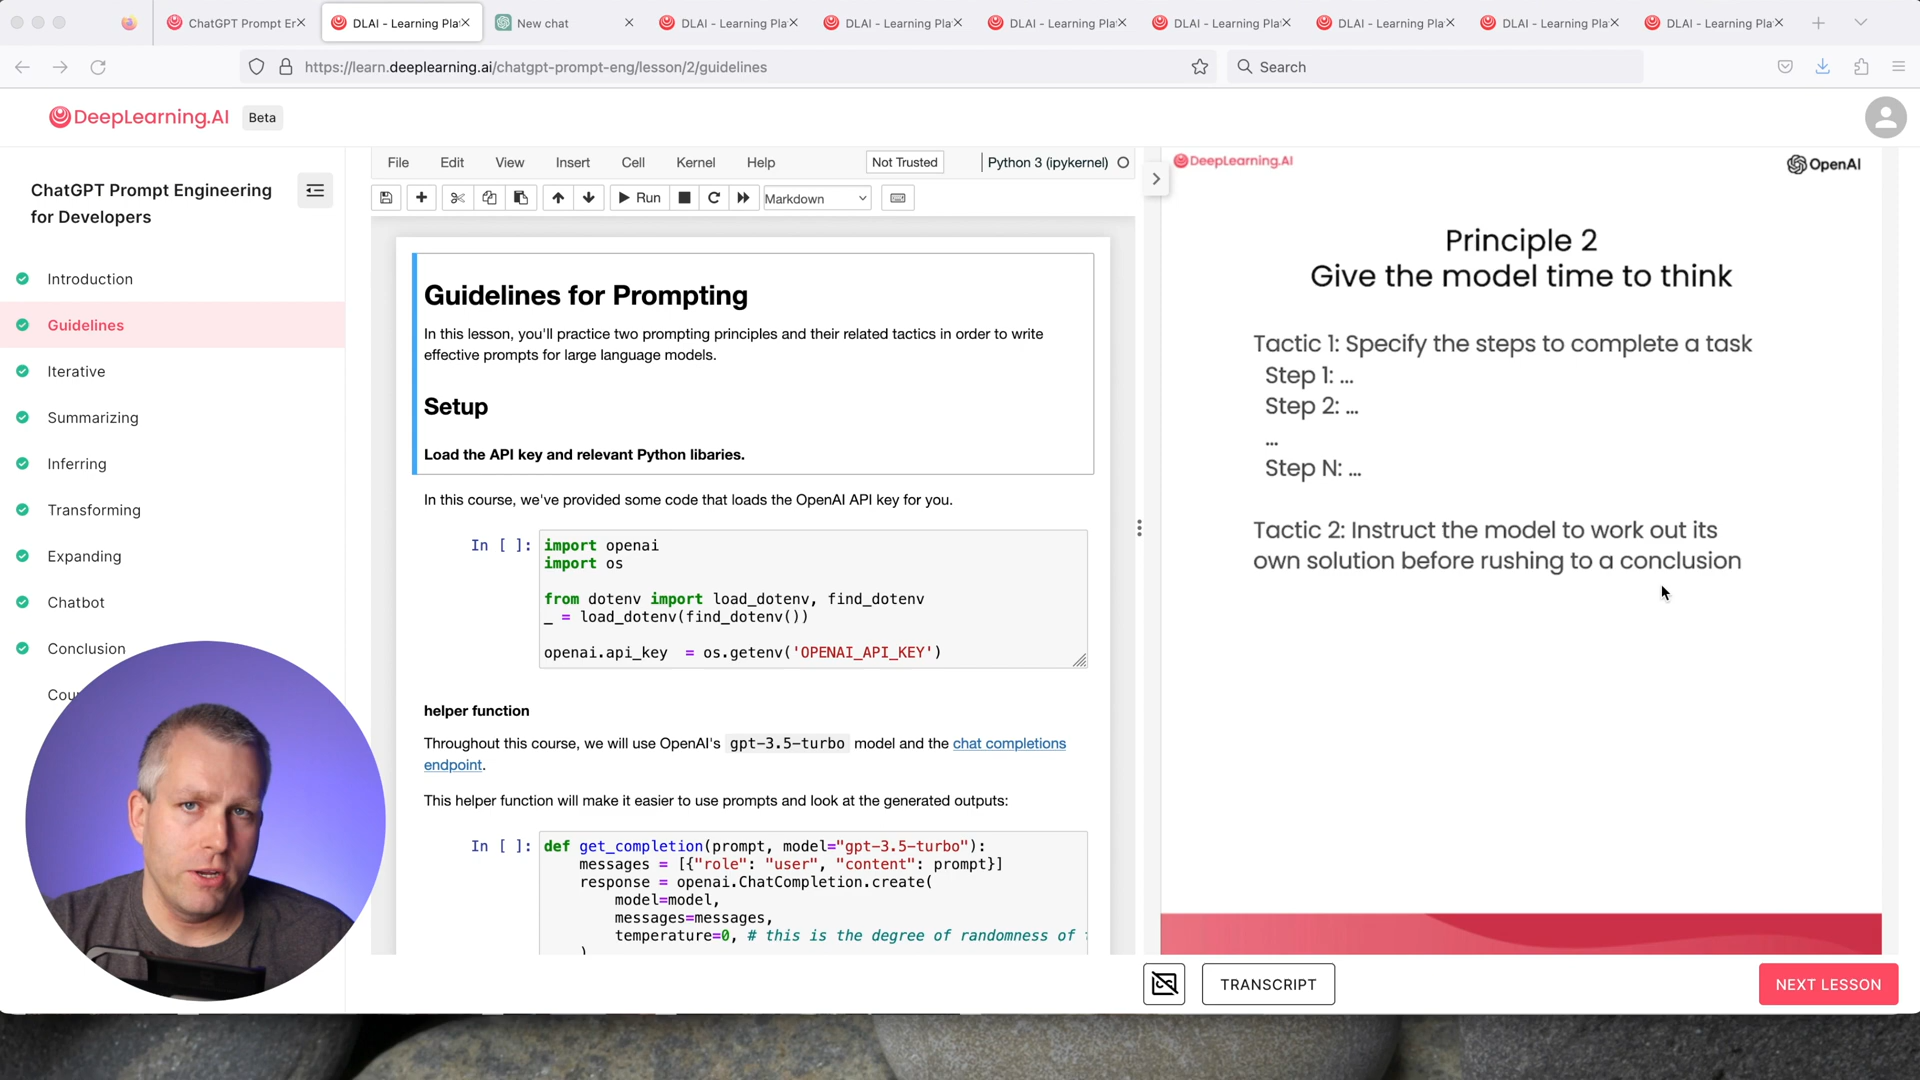 ChatGPT Prompt Er
DLAI - Learning Pla
New chat
DLAI - Learning Pla
DLAI - Learning Pla
DLAI - Learning Pla
DLAI - Learning Pla
DLAI - Learning Pla
DLAI - Learning Pla
DLAI - Learning Pla
https://learn.deeplearning.ai/chatgpt-prompt-eng/lesson/2/guidelines
Search
DeepLearning.AI
Beta
ChatGPT Prompt Engineering
for Developers
Introduction
Guidelines
Iterative
Summarizing
Inferring
Transforming
Expanding
Chatbot
Conclusion
Cou
File Edit View Insert Cell Kernel Help
Not Trusted
Python 3 (ipykernel)
Run
Markdown
Guidelines for Prompting
In this lesson, you'll practice two prompting principles and their related tactics in order to write
effective prompts for large language models.
Setup
Load the API key and relevant Python libaries.
In this course, we've provided some code that loads the OpenAI API key for you.
In [ ]:
import openai
import os
from dotenv import load_dotenv, find_dotenv
_ = load_dotenv(find_dotenv())
openai.api_key  = os.getenv('OPENAI_API_KEY')
helper function
Throughout this course, we will use OpenAI's gpt-3.5-turbo model and the chat completions
endpoint.
This helper function will make it easier to use prompts and look at the generated outputs:
In [ ]:
def get_completion(prompt, model="gpt-3.5-turbo"):
messages = [{"role": "user", "content": prompt}]
response = openai.ChatCompletion.create(
model=model,
messages=messages,
temperature=0, # this is the degree of randomness of
)
DeepLearning.AI
OpenAI
Principle 2
Give the model time to think
Tactic 1: Specify the steps to complete a task
Step 1: ...
Step 2: ...
...
Step N: ...
Tactic 2: Instruct the model to work out its
own solution before rushing to a conclusion
TRANSCRIPT
NEXT LESSON